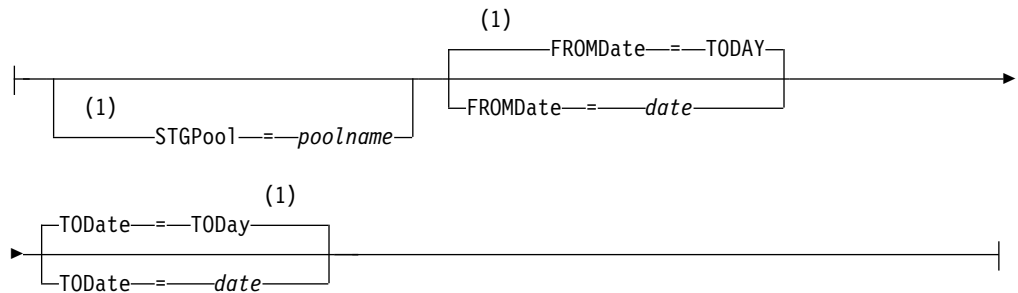 (1)
FROMDate = TODAY
(1)
STGPool = poolname
FROMDate = date
(1)
TODate = TODay
TODate = date